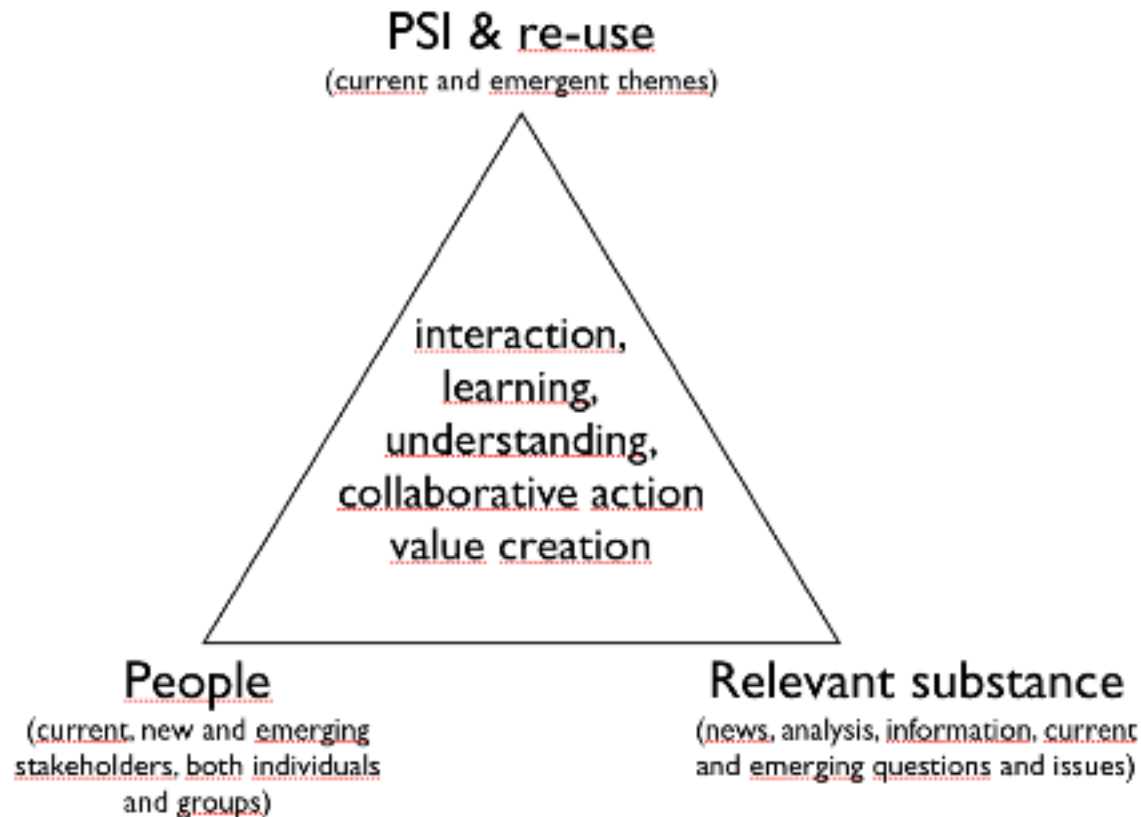 PSI & re-use
(current and emergent themes)
interaction,
learning,
understanding,
collaborative action
value creation
People
(current, new and emerging
stakeholders, both individuals
and groups)
Relevant substance
(news, analysis, information, current
and emerging questions and issues)